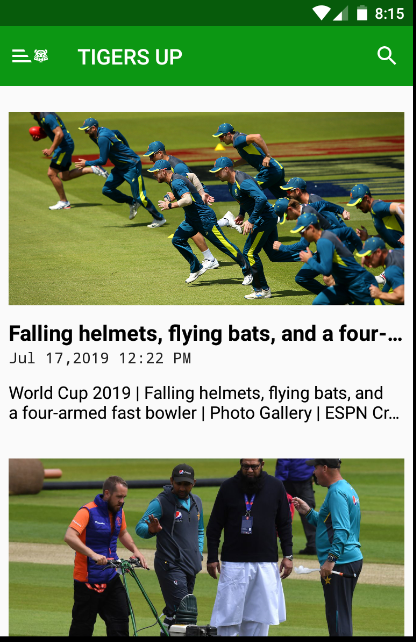 8:15
TIGERS UP
Falling helmets, flying bats, and a four-...
Jul 17,2019 12:22 PM
World Cup 2019 | Falling helmets, flying bats, and
a four-armed fast bowler | Photo Gallery | ESPN Cr...